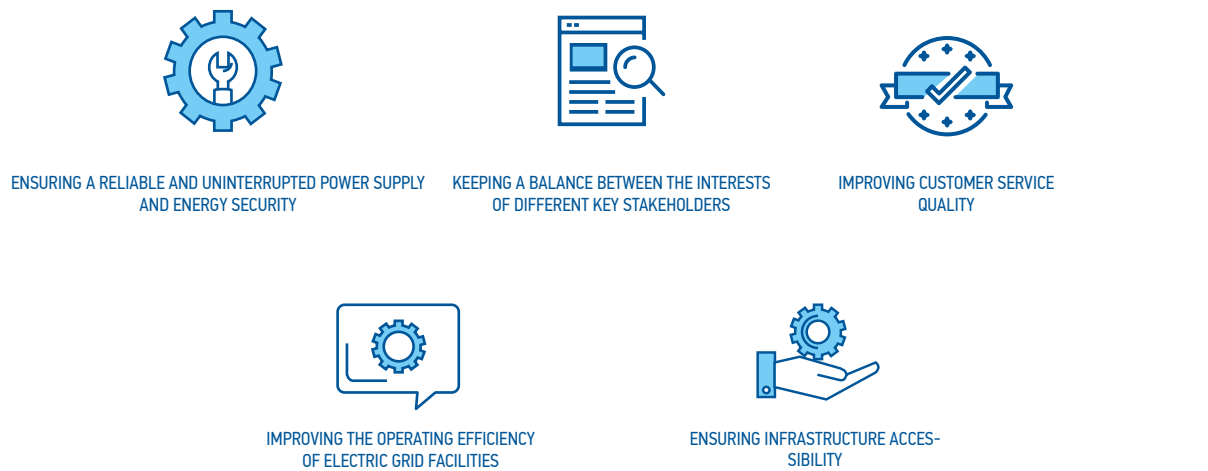 ENSURING A RELIABLE AND UNINTERRUPTED POWER SUPPLY
AND ENERGY SECURITY
KEEPING A BALANCE BETWEEN THE INTERESTS
OF DIFFERENT KEY STAKEHOLDERS
IMPROVING CUSTOMER SERVICE
QUALITY
IMPROVING THE OPERATING EFFICIENCY
OF ELECTRIC GRID FACILITIES
ENSURING INFRASTRUCTURE ACCES-
SIBILITY